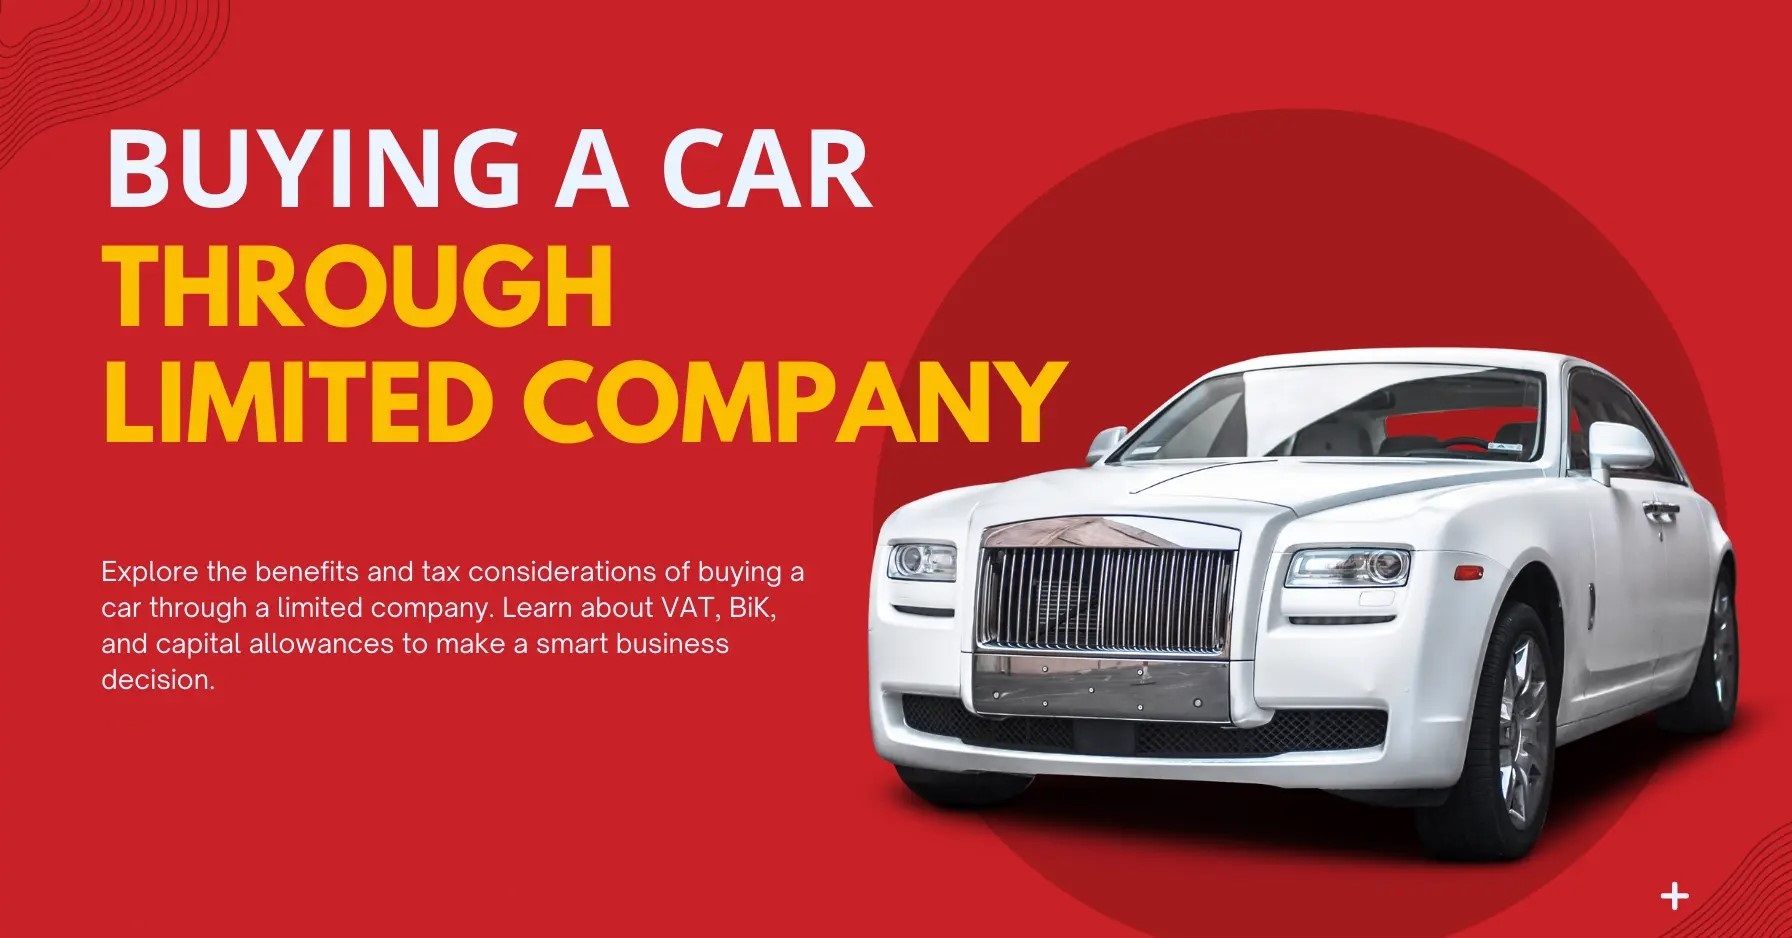 BUYING A CAR
THROUGH
LIMITED COMPANY
Explore the benefits and tax considerations of buying a
car through a limited company. Learn about VAT, BiK,
and capital allowances to make a smart business
decision.